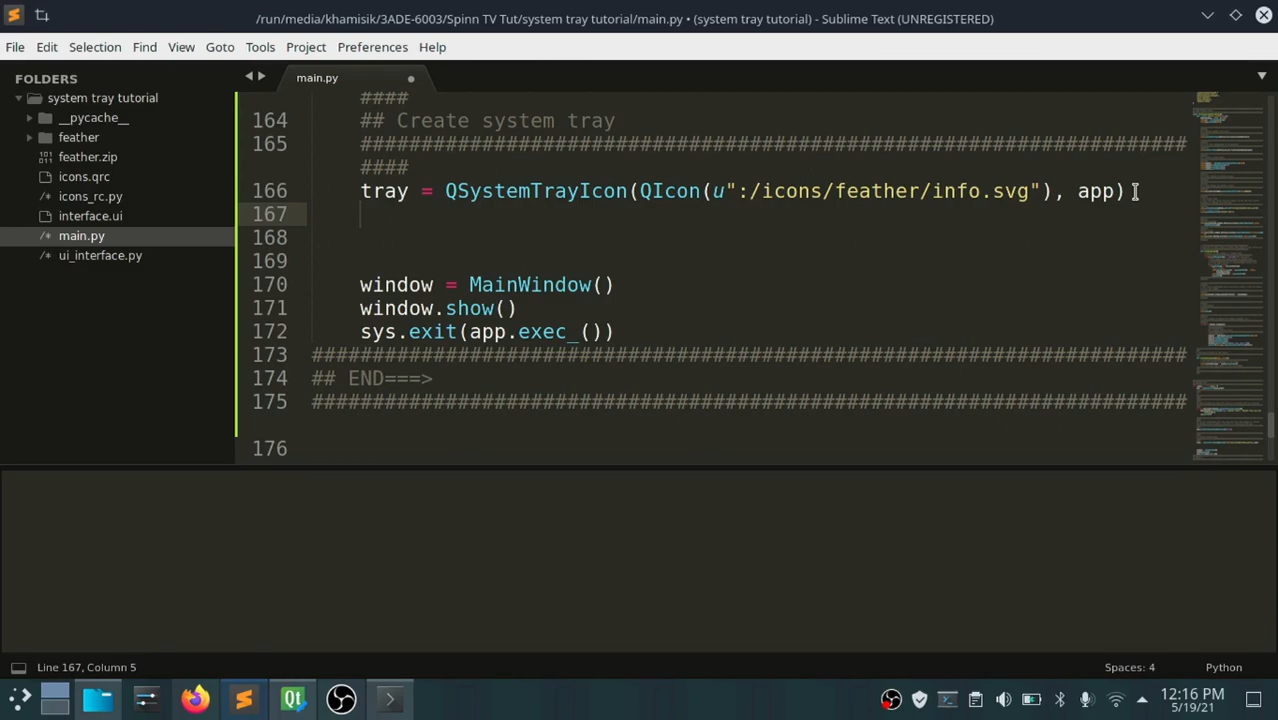 /run/media/khamisik/3ADE-6003/Spinn TV Tut/system tray tutorial/main.py • (system tray tutorial) - Sublime Text (UNREGISTERED)
File Edit Selection Find View Goto Tools Project Preferences Help
FOLDERS
system tray tutorial
__pycache__
feather
feather.zip
icons.qrc
icons_rc.py
interface.ui
main.py
ui_interface.py
main.py
####
164 ## Create system tray
165 ########################################################################
####
166 tray = QSystemTrayIcon(QIcon(u":/icons/feather/info.svg"), app)
167
168
169
170 window = MainWindow()
171 window.show()
172 sys.exit(app.exec_())
173 ########################################################################
174 ## END===>
175 ########################################################################
176
Line 167, Column 5 Spaces: 4 Python
12:16 PM
5/19/21